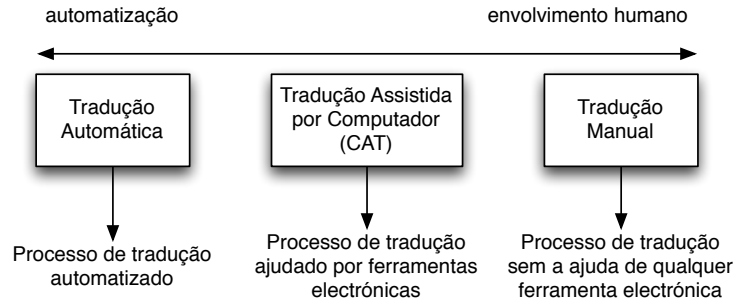 automatização
envolvimento humano
Tradução
Automática
Tradução Assistida
por Computador
(CAT)
Tradução
Manual
Processo de tradução
automatizado
Processo de tradução
ajudado por ferramentas
electrónicas
Processo de tradução
sem a ajuda de qualquer
ferramenta electrónica